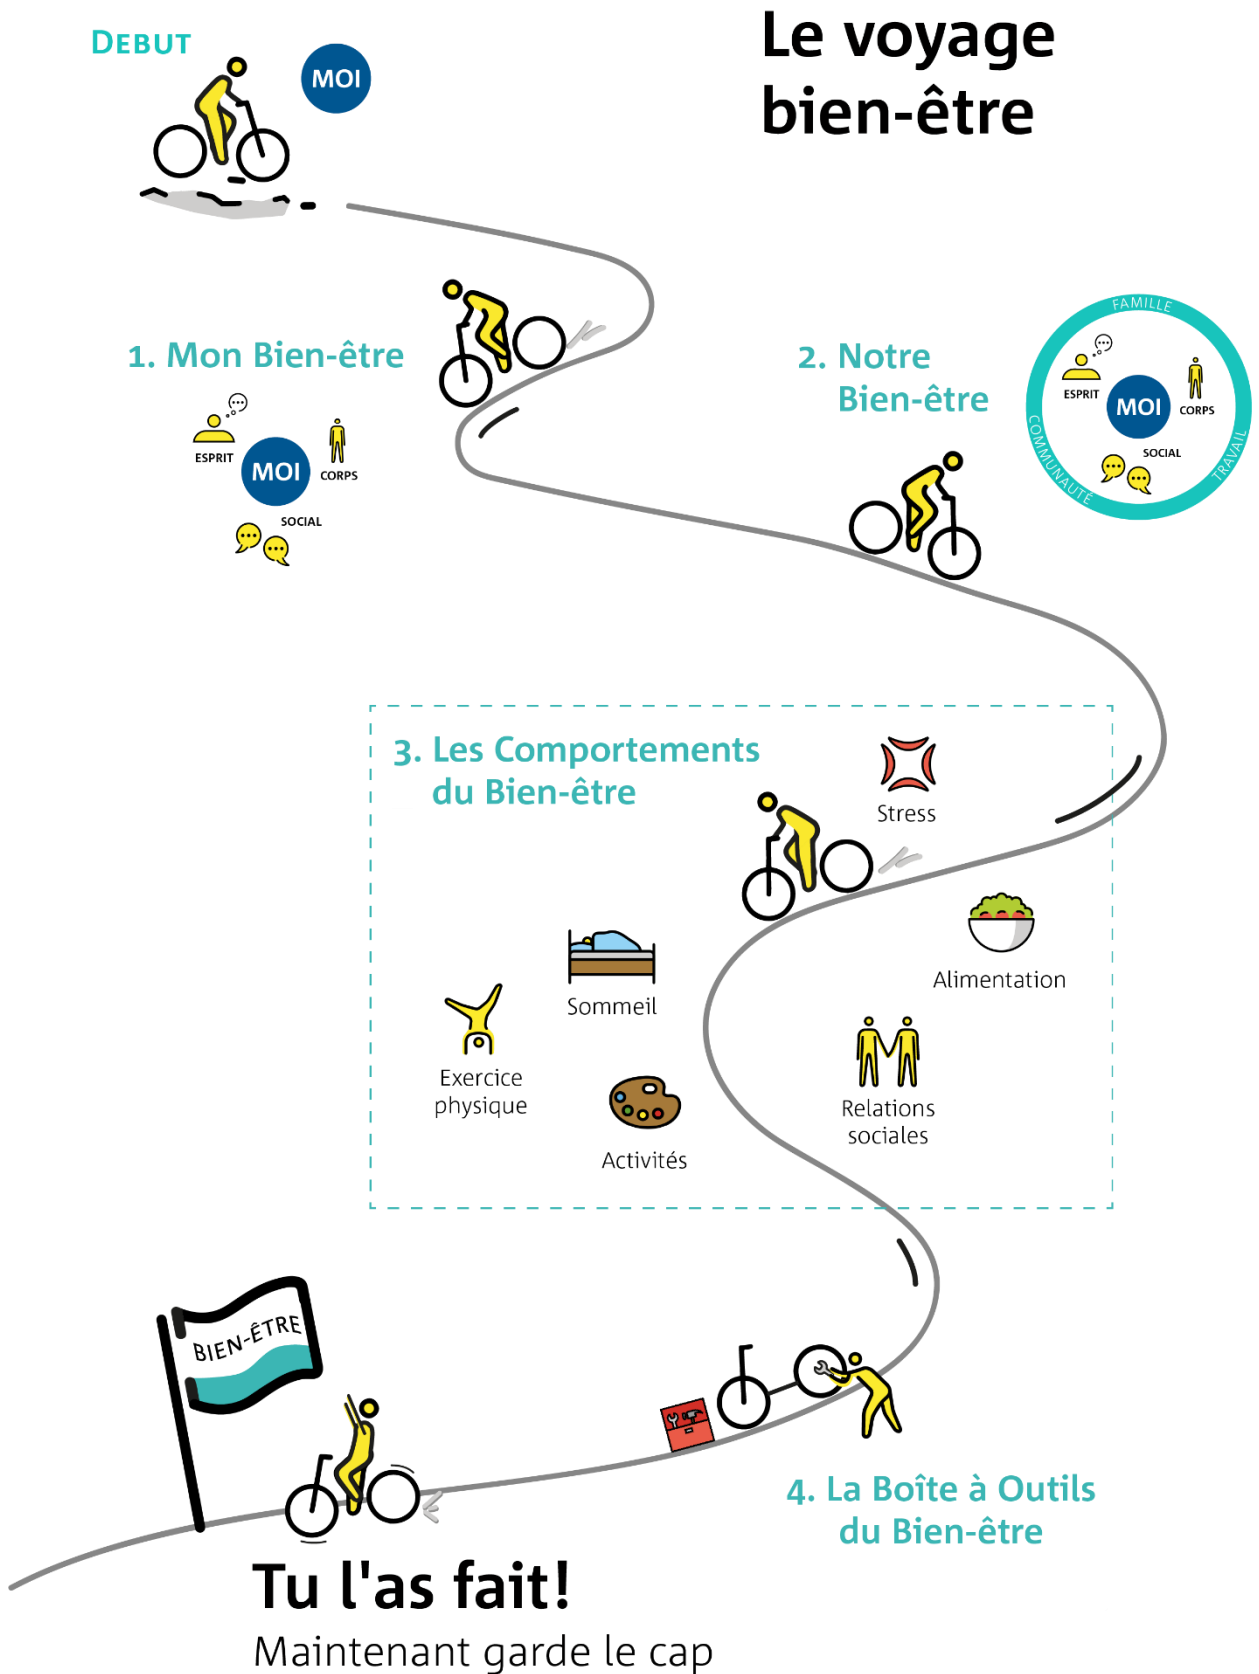 DEBUT
MOI
Le voyage
bien-être
1. Mon Bien-être
ESPRIT
MOI
CORPS
SOCIAL
2. Notre
Bien-être
FAMILLE
ESPRIT
MOI
CORPS
SOCIAL
COMMUNAUTÉ
TRAVAIL
3. Les Comportements
du Bien-être
Stress
Alimentation
Sommeil
Exercice
physique
Relations
sociales
Activités
BIEN-ÊTRE
4. La Boîte à Outils
du Bien-être
Tu l'as fait!
Maintenant garde le cap